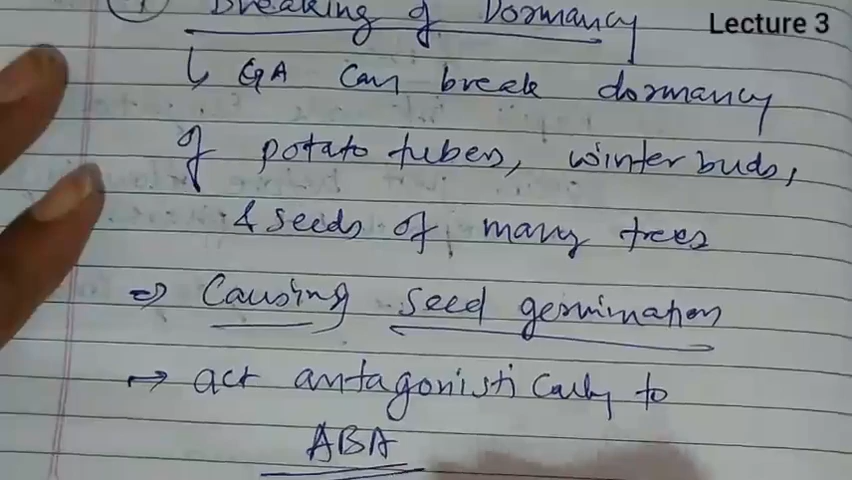 Breaking of Dormancy
Lecture 3
↳ GA can break dormancy
of potato tubers, winter buds,
& seeds of many trees
⇒ Causing seed germination
→ act antagonistically to
ABA